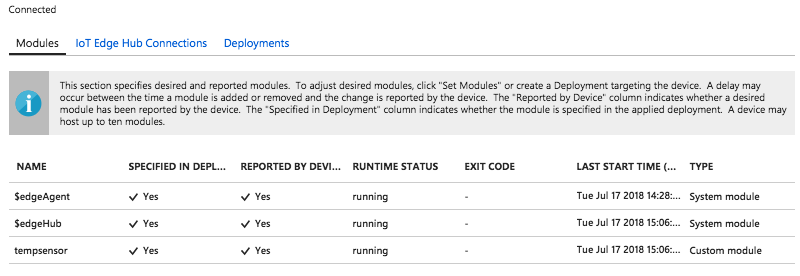 Connected
Modules IoT Edge Hub Connections Deployments
This section specifies desired and reported modules. To adjust desired modules, click "Set Modules" or create a Deployment targeting the device. A delay may
occur between the time a module is added or removed and the change is reported by the device. The "Reported by Device" column indicates whether a desired
module has been reported by the device. The "Specified in Deployment" column indicates whether the module is specified in the applied deployment. A device may
host up to ten modules.
NAME SPECIFIED IN DEPL... REPORTED BY DEVI... RUNTIME STATUS EXIT CODE LAST START TIME (... TYPE
$edgeAgent ✓ Yes ✓ Yes running - Tue Jul 17 2018 14:28:... System module
$edgeHub ✓ Yes ✓ Yes running - Tue Jul 17 2018 15:06:... System module
tempsensor ✓ Yes ✓ Yes running - Tue Jul 17 2018 15:06:... Custom module